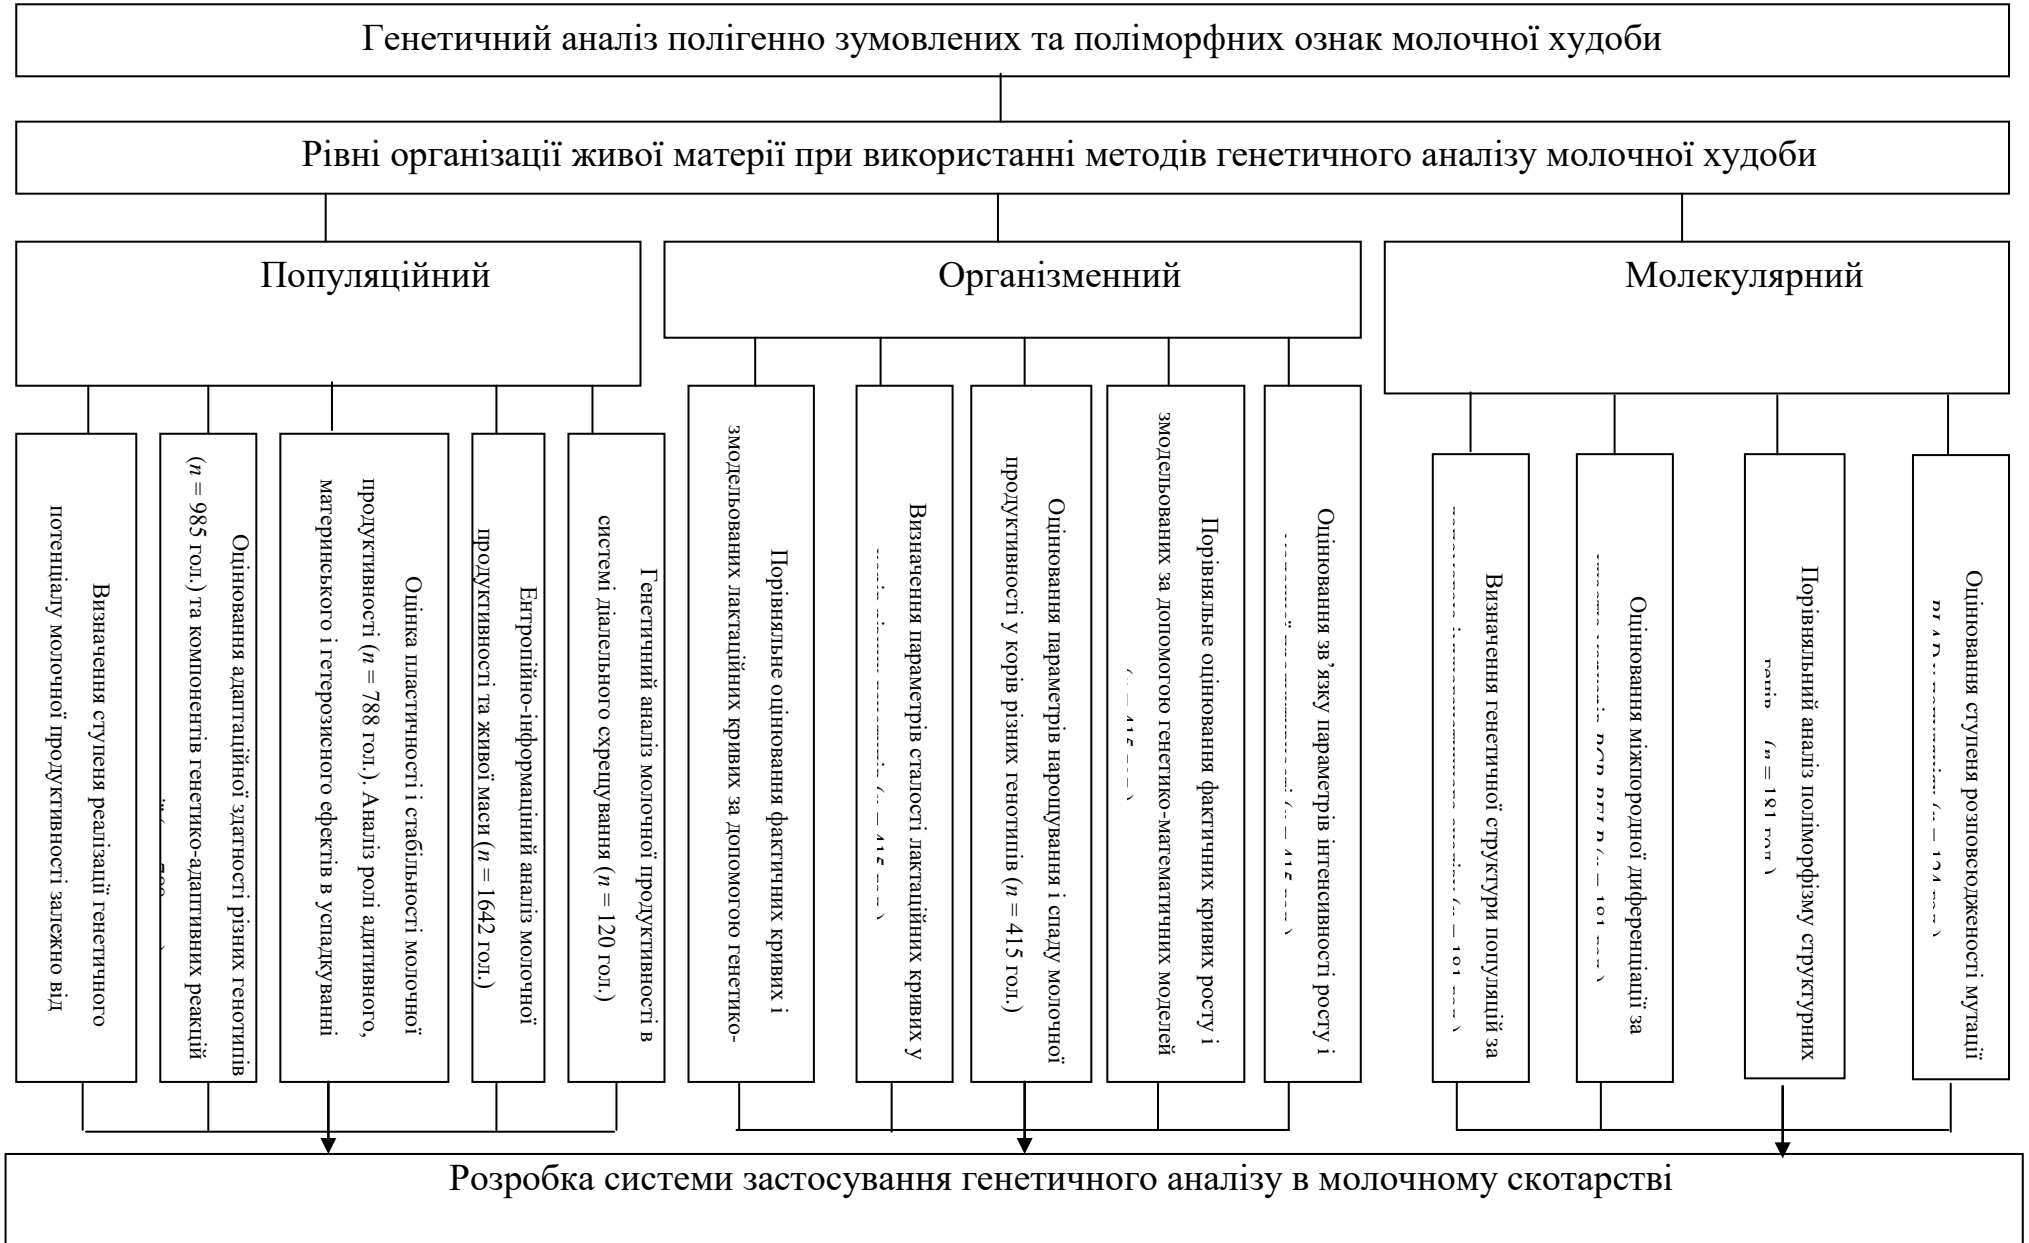 Генетичний аналіз полігенно зумовлених та поліморфних ознак молочної худоби
Рівні організації живої матерії при використанні методів генетичного аналізу молочної худоби
Популяційний
Організменний
Молекулярний
Визначення ступеня реалізації генетичного
потенціалу молочної продуктивності залежно від
Оцінювання адаптаційної здатності різних генотипів
(n = 985 гол.) та компонентів генетико-адаптивних реакцій
Оцінка пластичності і стабільності молочної
продуктивності (n = 788 гол.). Аналіз ролі адитивного,
материнського і гетерозисного ефектів в успадкуванні
Ентропійно-інформаціний аналіз молочної
продуктивності та живої маси (n = 1642 гол.)
Генетичний аналіз молочної продуктивності в
системі діалельного схрещування (n = 120 гол.)
Порівняльне оцінювання фактичних кривих і
змодельованих лактаційних кривих за допомогою генетико-
Визначення параметрів сталості лактаційних кривих у
Оцінювання параметрів нарощування і спаду молочної
продуктивності у корів різних генотипів (n = 415 гол.)
Порівняльне оцінювання фактичних кривих росту і
змодельованих за допомогою генетико-математичних моделей
Оцінювання зв’язку параметрів інтенсивності росту і
Визначення генетичної структури популяцій за
Оцінювання міжпородної диференціації за
Порівняльний аналіз поліморфізму структурних
генів (n = 181 гол.)
Оцінювання ступеня розповсюдженості мутації
Розробка системи застосування генетичного аналізу в молочному скотарстві